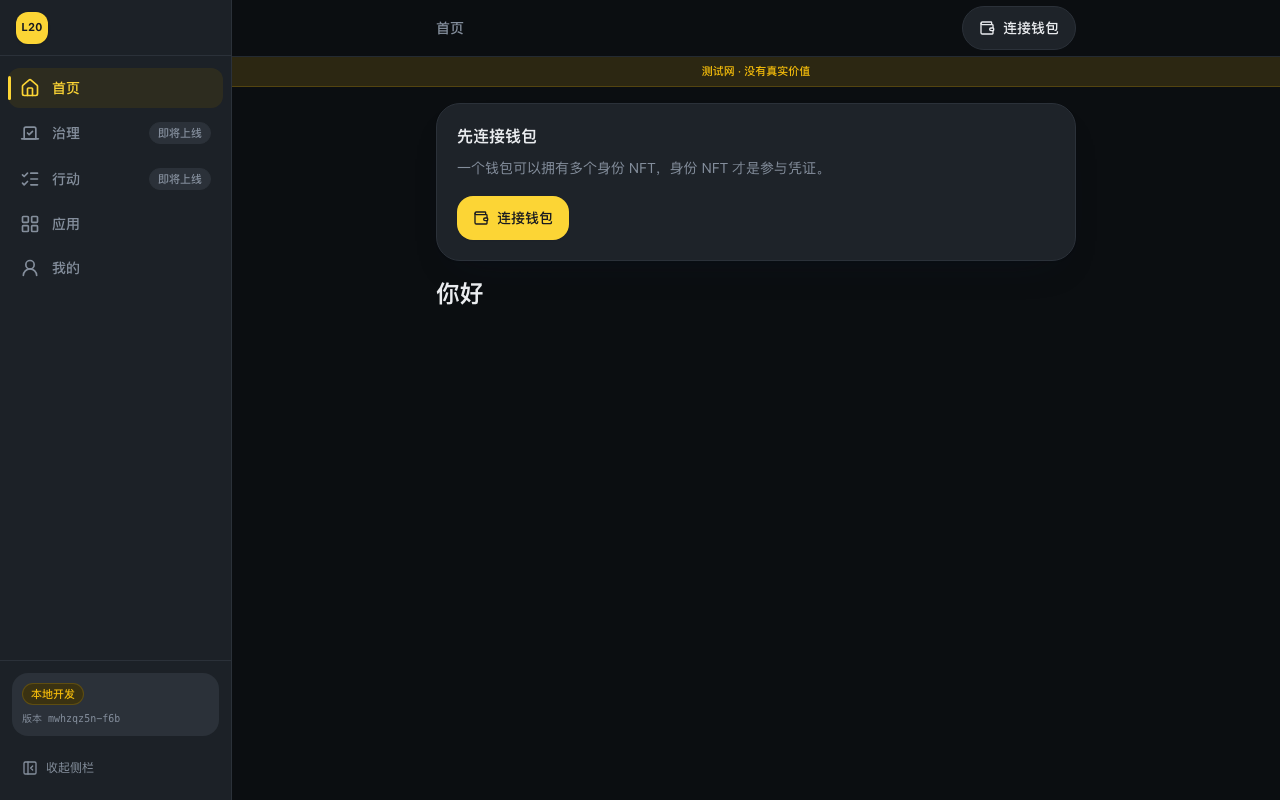 L20
首页
治理
即将上线
行动
即将上线
应用
我的
本地开发
版本 mwhzqz5n-f6b
收起侧栏
首页
连接钱包
测试网 · 没有真实价值
先连接钱包
一个钱包可以拥有多个身份 NFT，身份 NFT 才是参与凭证。
连接钱包
你好